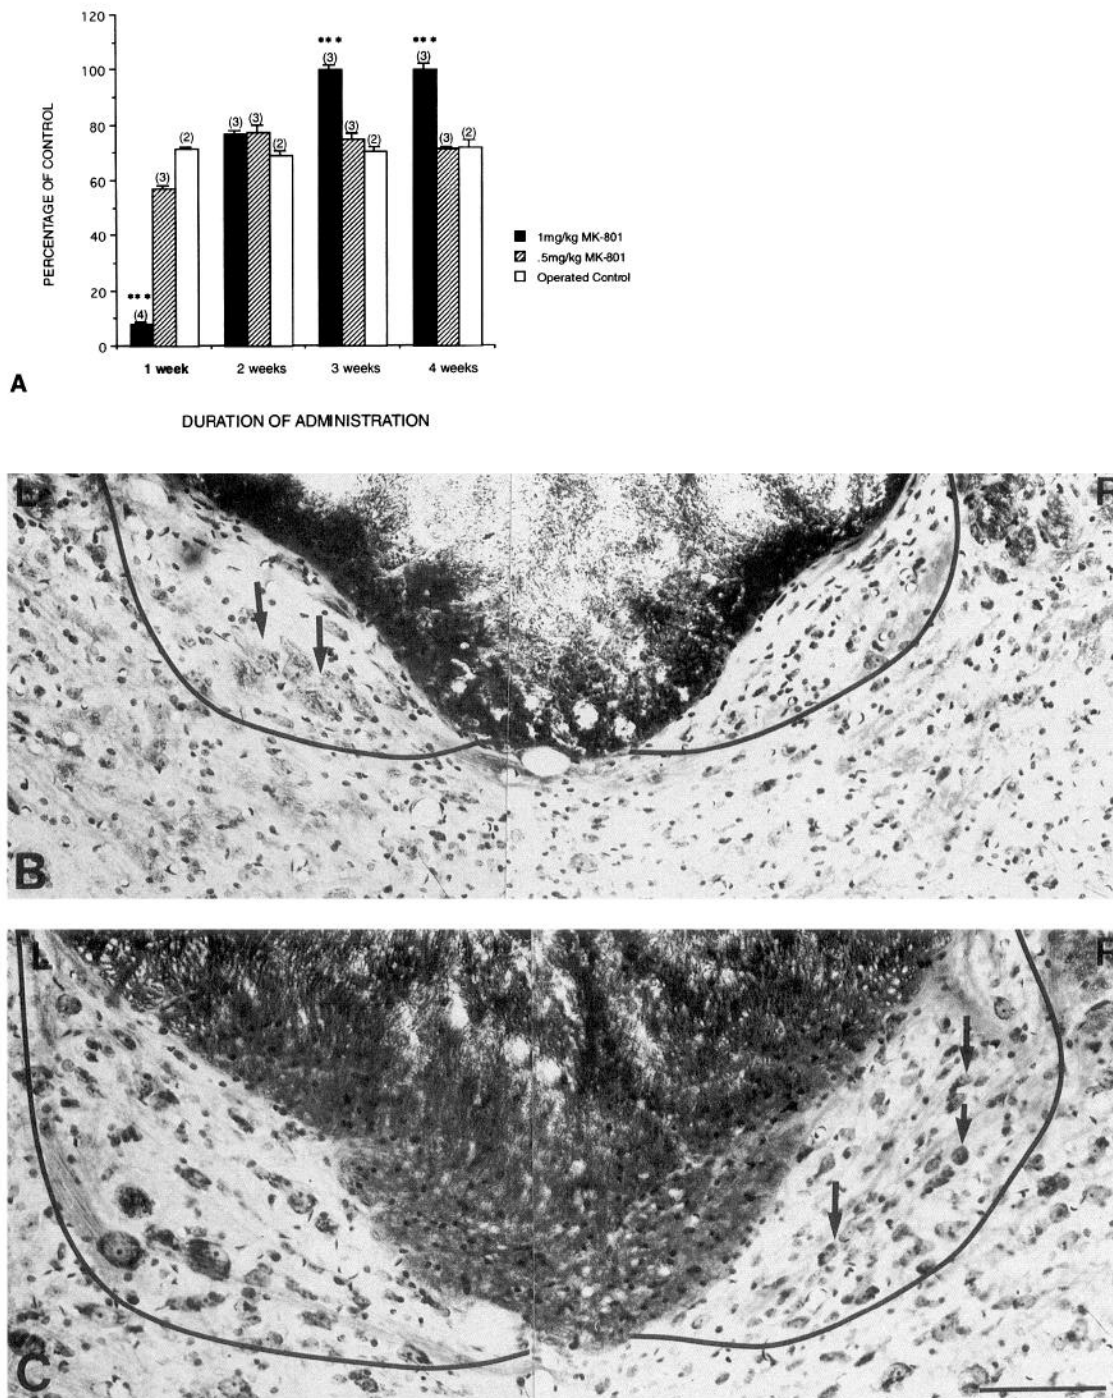 120
100
80
60
40
20
0
PERCENTAGE OF CONTROL
*** 
(4)
(3)
(2)
(3)
(3)
(2)
***
(3)
(3)
(2)
***
(3)
(3)
(2)
1 week
2 weeks
3 weeks
4 weeks
DURATION OF ADMINISTRATION
1mg/kg MK-801
.5mg/kg MK-801
Operated Control
A
L
B
L
R
C